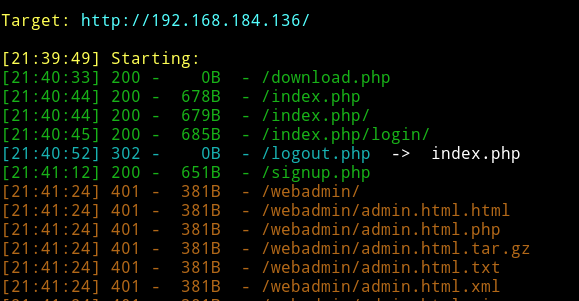 Target: http://192.168.184.136/
[21:39:49] Starting:
[21:40:33] 200 - 0B - /download.php
[21:40:44] 200 - 678B - /index.php
[21:40:44] 200 - 679B - /index.php/
[21:40:45] 200 - 685B - /index.php/login/
[21:40:52] 302 - 0B - /logout.php -> index.php
[21:41:12] 200 - 651B - /signup.php
[21:41:24] 401 - 381B - /webadmin/
[21:41:24] 401 - 381B - /webadmin/admin.html.html
[21:41:24] 401 - 381B - /webadmin/admin.html.php
[21:41:24] 401 - 381B - /webadmin/admin.html.tar.gz
[21:41:24] 401 - 381B - /webadmin/admin.html.txt
[21:41:24] 401 - 381B - /webadmin/admin.html.xml